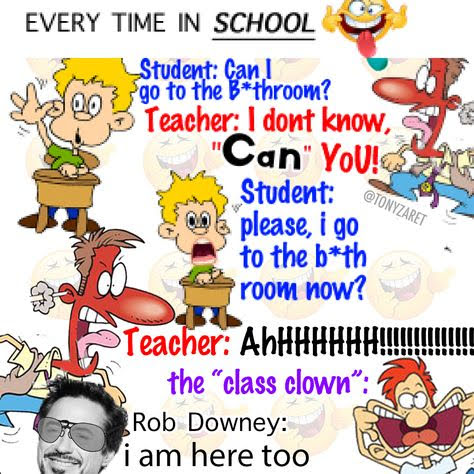 EVERY TIME IN SCHOOL
Student: Can I
go to the B*throom?
Teacher: I dont know,
"Can" YoU!
@TONYZARET
Student:
please, i go
to the b*th
room now?
Teacher: AhHHHHHHH!!!!!!!!!!!!!!!!
the “class clown”:
Rob Downey:
i am here too